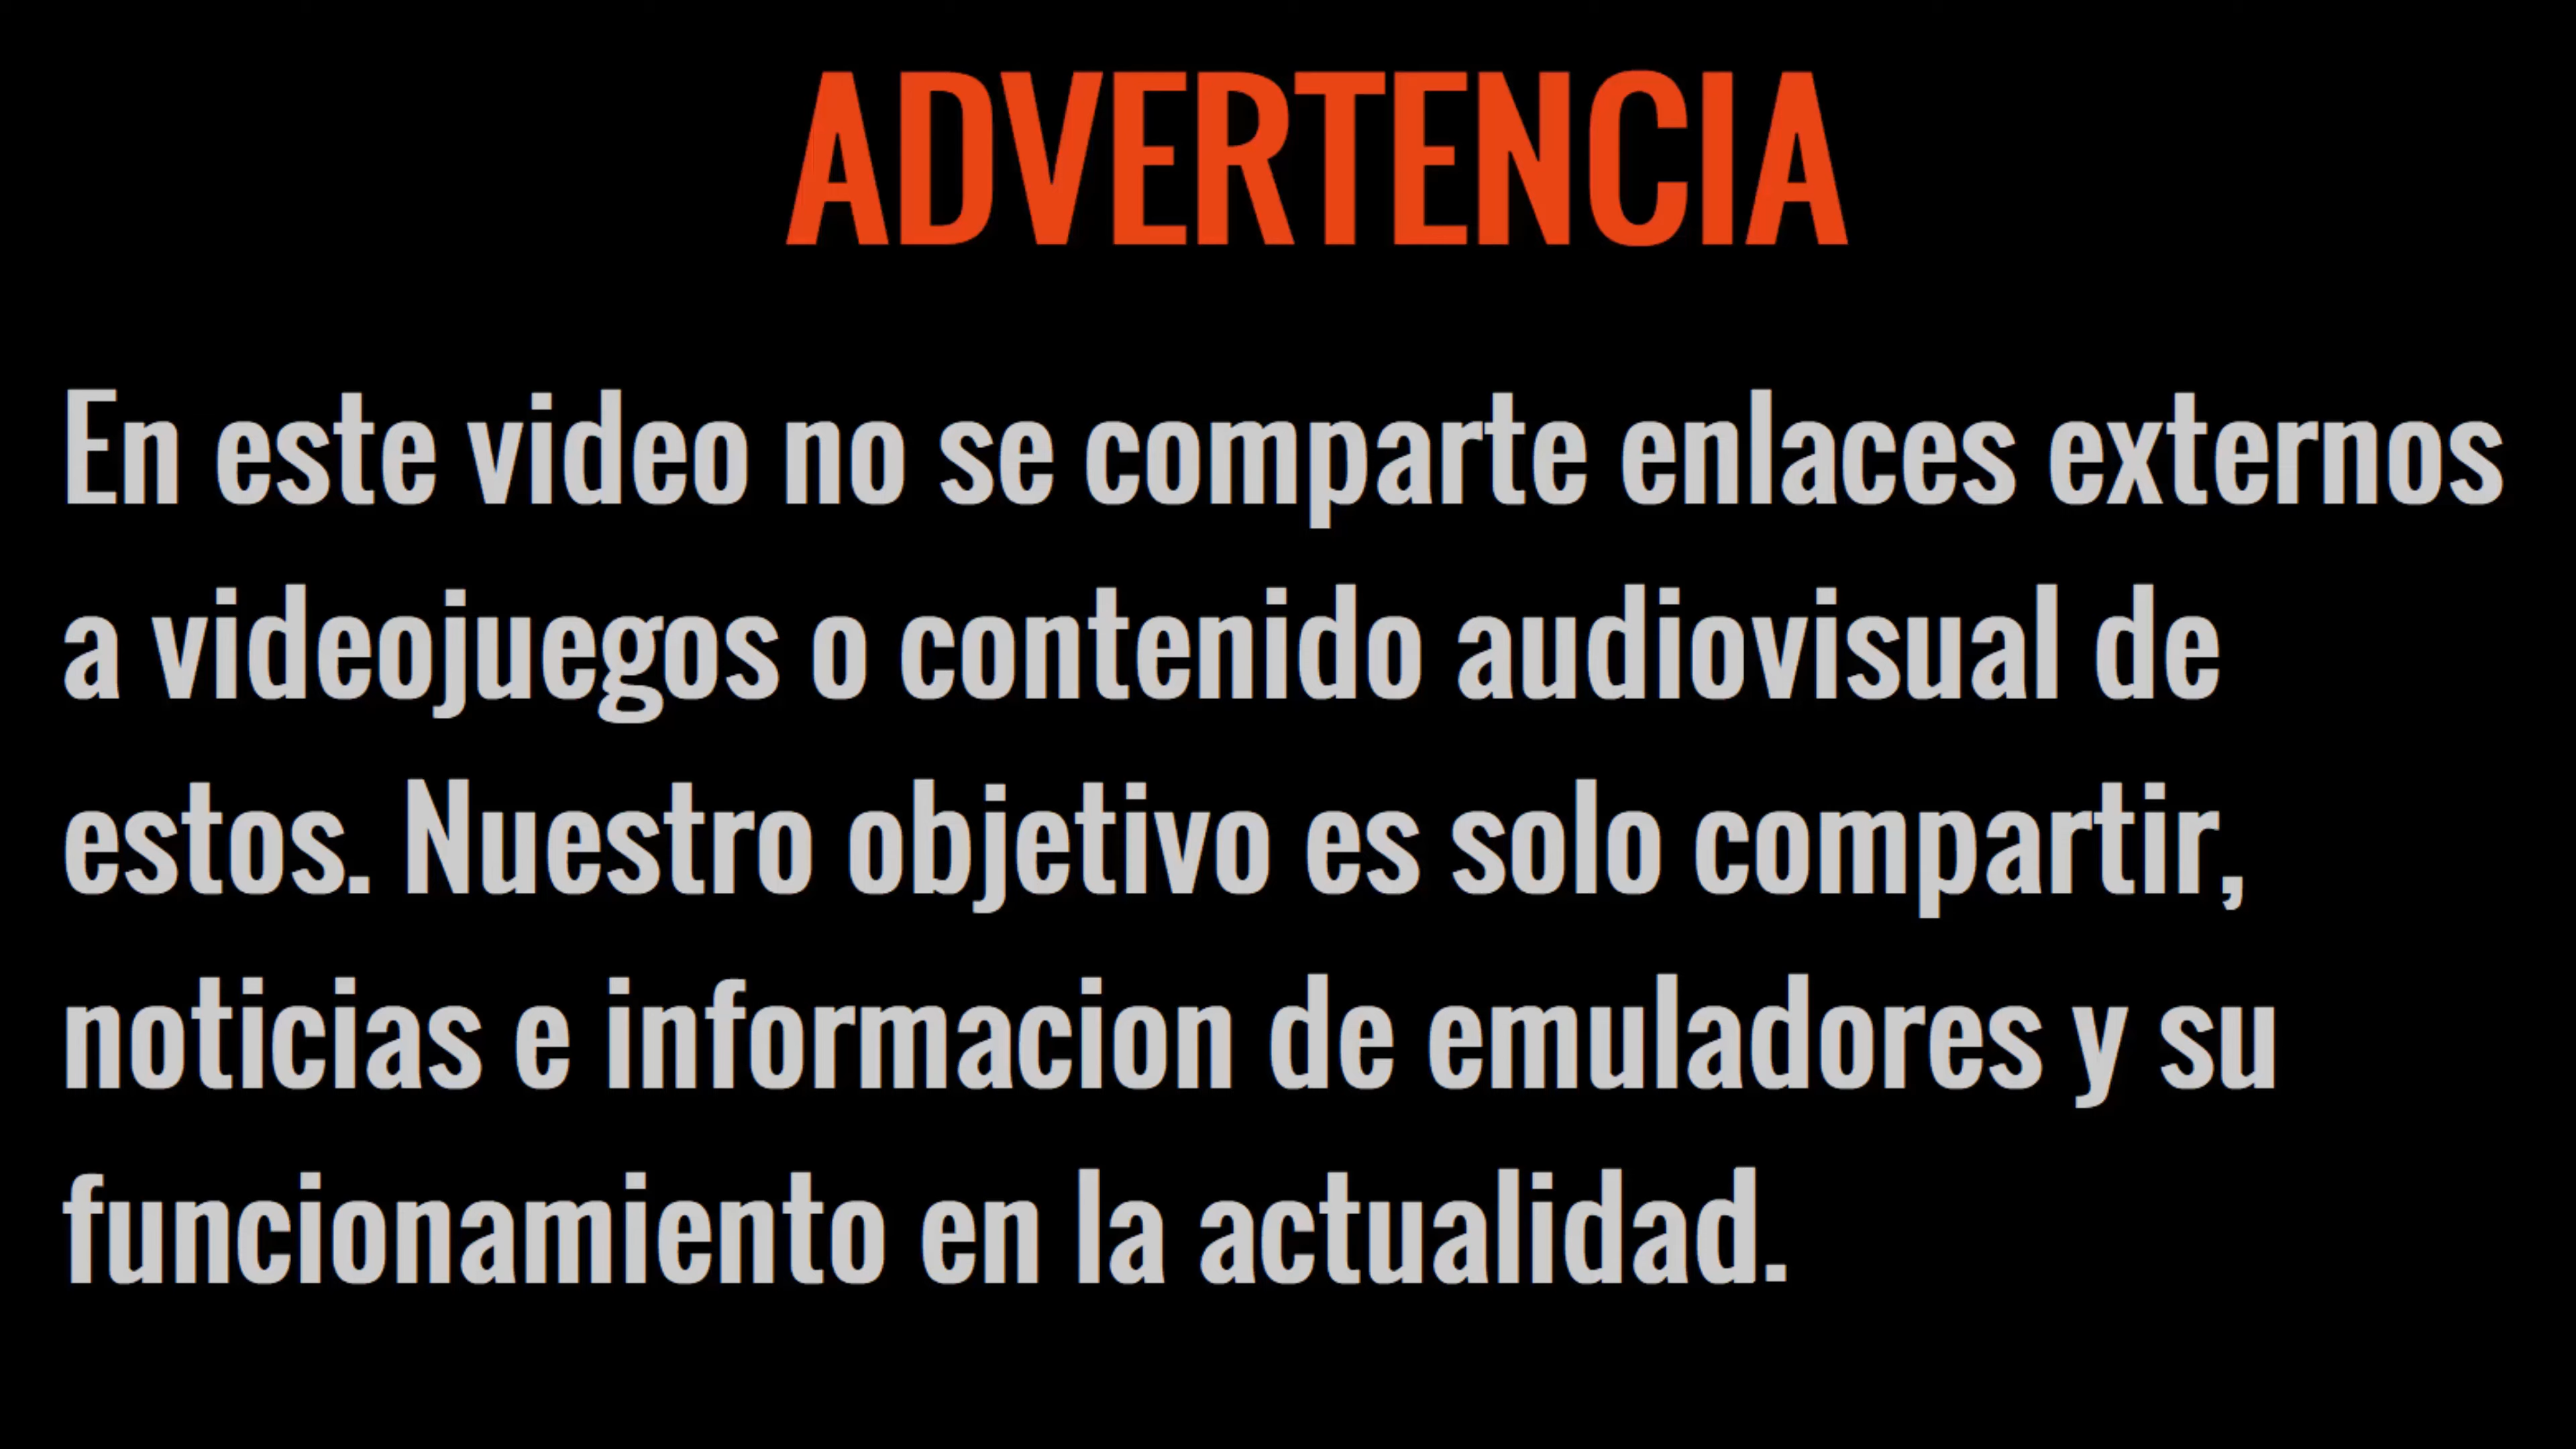 ADVERTENCIA
En este video no se comparte enlaces externos
a videojuegos o contenido audiovisual de
estos. Nuestro objetivo es solo compartir,
noticias e informacion de emuladores y su
funcionamiento en la actualidad.